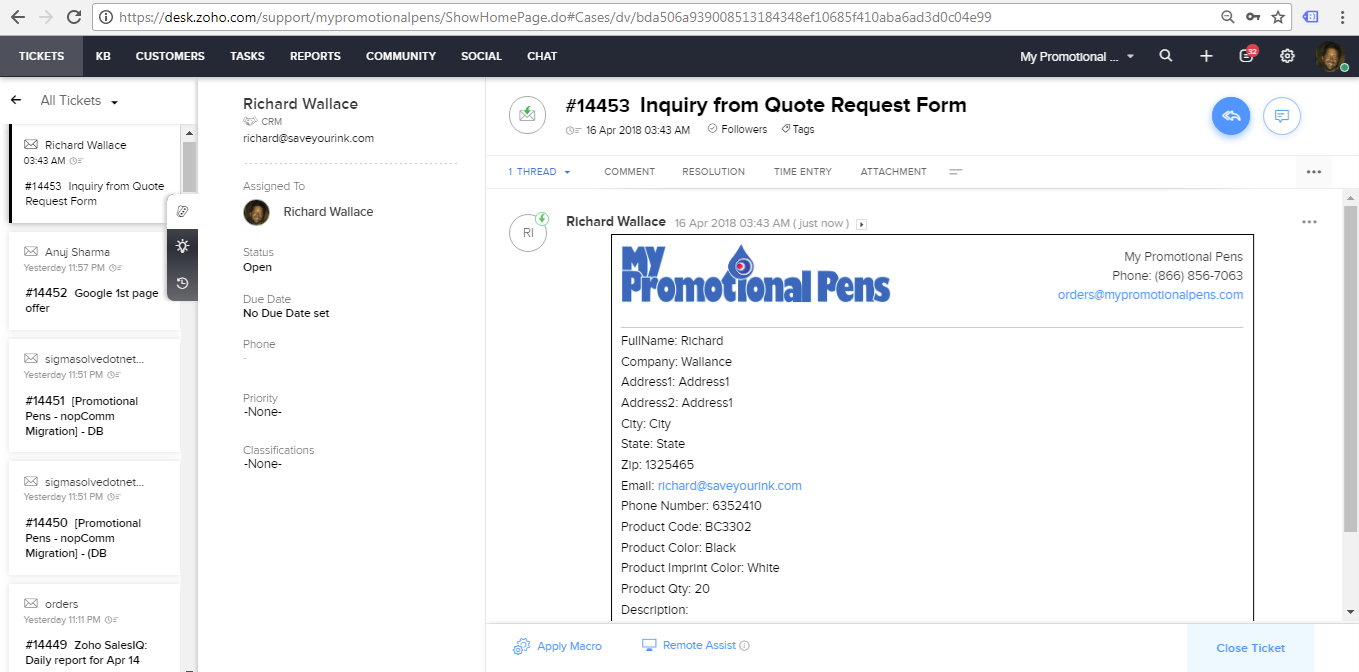 https://desk.zoho.com/support/mypromotionalpens/ShowHomePage.do#Cases/dv/bda506a939008513184348ef10685f410aba6ad3d0c04e99
TICKETS KB CUSTOMERS TASKS REPORTS COMMUNITY SOCIAL CHAT My Promotional ... 32
All Tickets
Richard Wallace
03:43 AM
#14453 Inquiry from Quote
Request Form
Anuj Sharma
Yesterday 11:57 PM
#14452 Google 1st page
offer
sigmasolvedotnet...
Yesterday 11:51 PM
#14451 [Promotional
Pens - nopComm
Migration] - DB
sigmasolvedotnet...
Yesterday 11:51 PM
#14450 [Promotional
Pens - nopComm
Migration] - (DB
orders
Yesterday 11:11 PM
#14449 Zoho SalesIQ:
Daily report for Apr 14
Richard Wallace
CRM
richard@saveyourink.com
Assigned To
Richard Wallace
Status
Open
Due Date
No Due Date set
Phone
-
Priority
-None-
Classifications
-None-
#14453 Inquiry from Quote Request Form
16 Apr 2018 03:43 AM Followers Tags
1 THREAD COMMENT RESOLUTION TIME ENTRY ATTACHMENT
RI
Richard Wallace 16 Apr 2018 03:43 AM ( just now )
My
Promotional Pens
My Promotional Pens
Phone: (866) 856-7063
orders@mypromotionalpens.com
FullName: Richard
Company: Wallance
Address1: Address1
Address2: Address1
City: City
State: State
Zip: 1325465
Email: richard@saveyourink.com
Phone Number: 6352410
Product Code: BC3302
Product Color: Black
Product Imprint Color: White
Product Qty: 20
Description:
Apply Macro Remote Assist Close Ticket